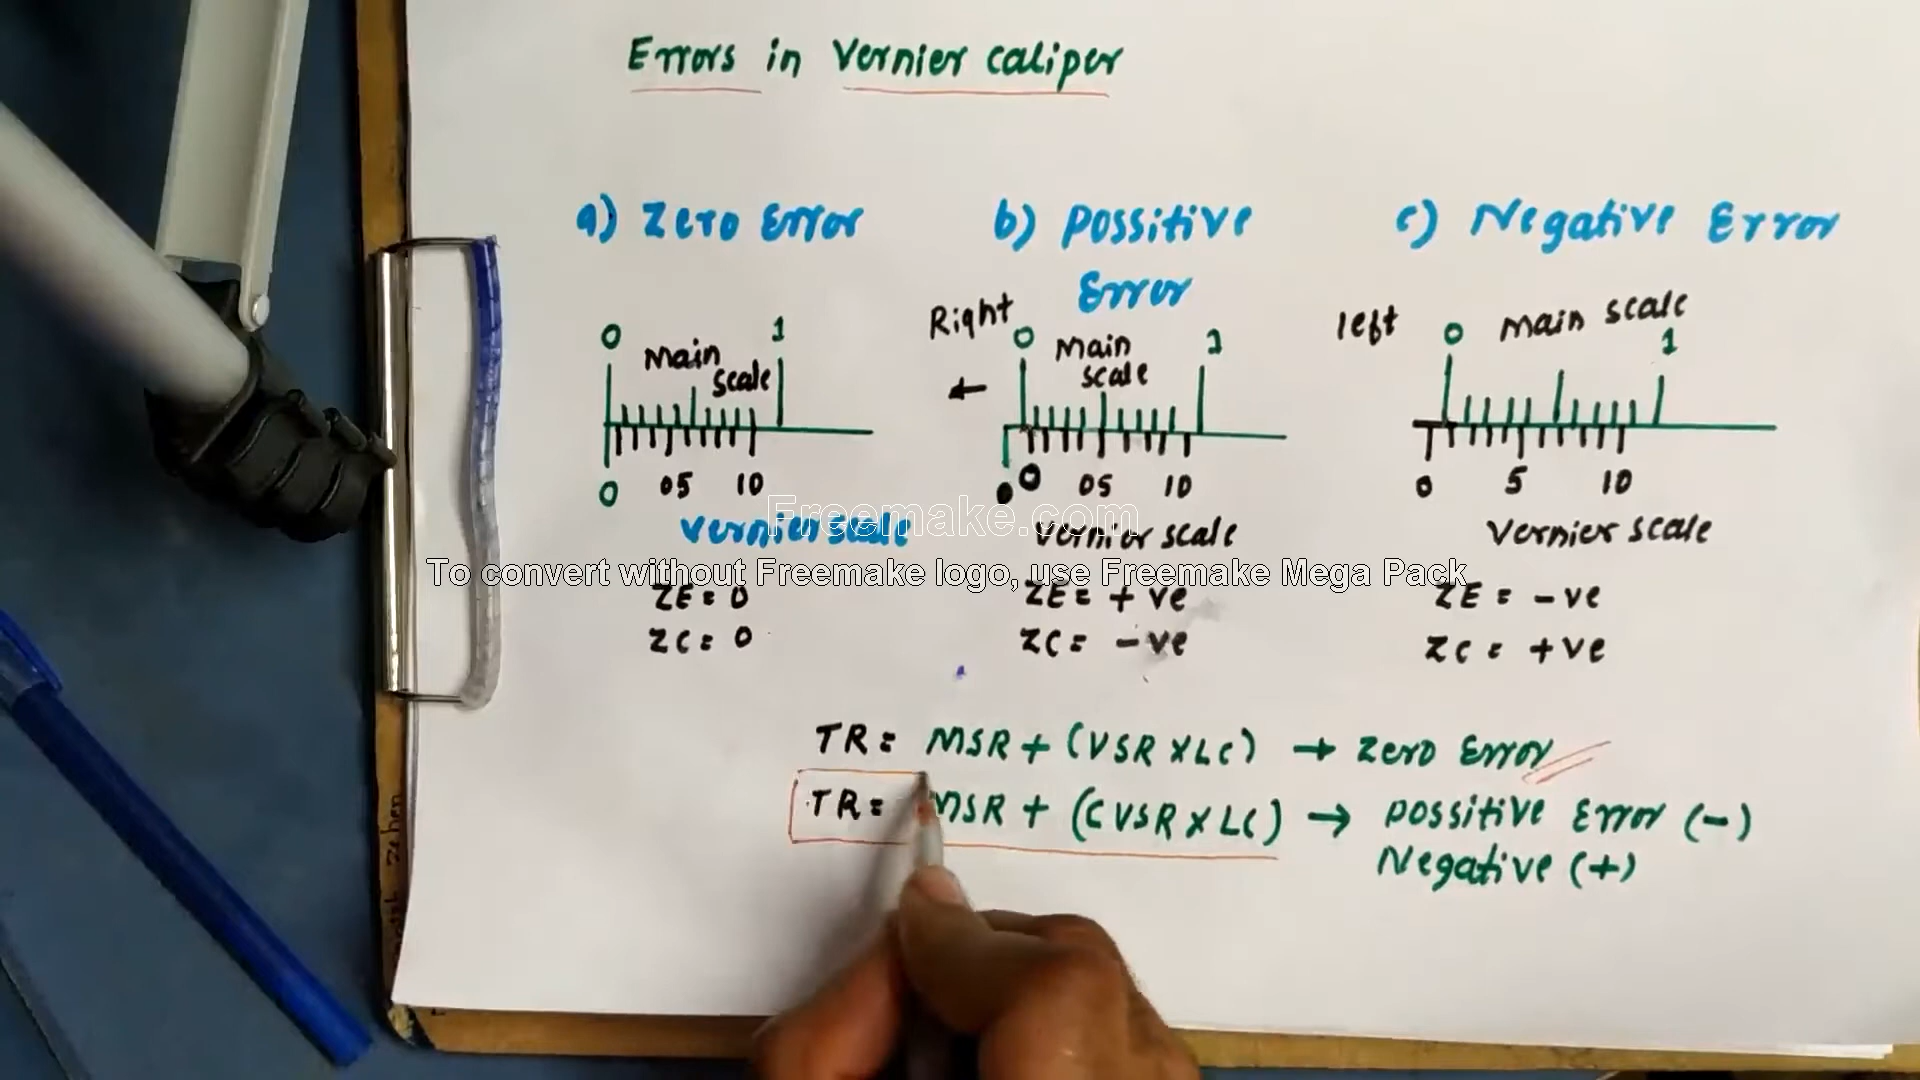 Errors in Vernier caliper
a) Zero Error
b) Possitive Error
c) Negative Error
0 Main scale 1
0 05 10
Vernier scale
ZE = 0
ZC = 0
Right
0 Main scale 1
0 05 10
Vernier scale
ZE = + ve
ZC = - ve
left
0 main scale 1
0 5 10
Vernier scale
ZE = - ve
ZC = + ve
Freemake.com
To convert without Freemake logo, use Freemake Mega Pack
TR = MSR + (VSR X LC) → Zero Error
TR = MSR + (CVSR X LC) → Possitive Error (-)
Negative (+)